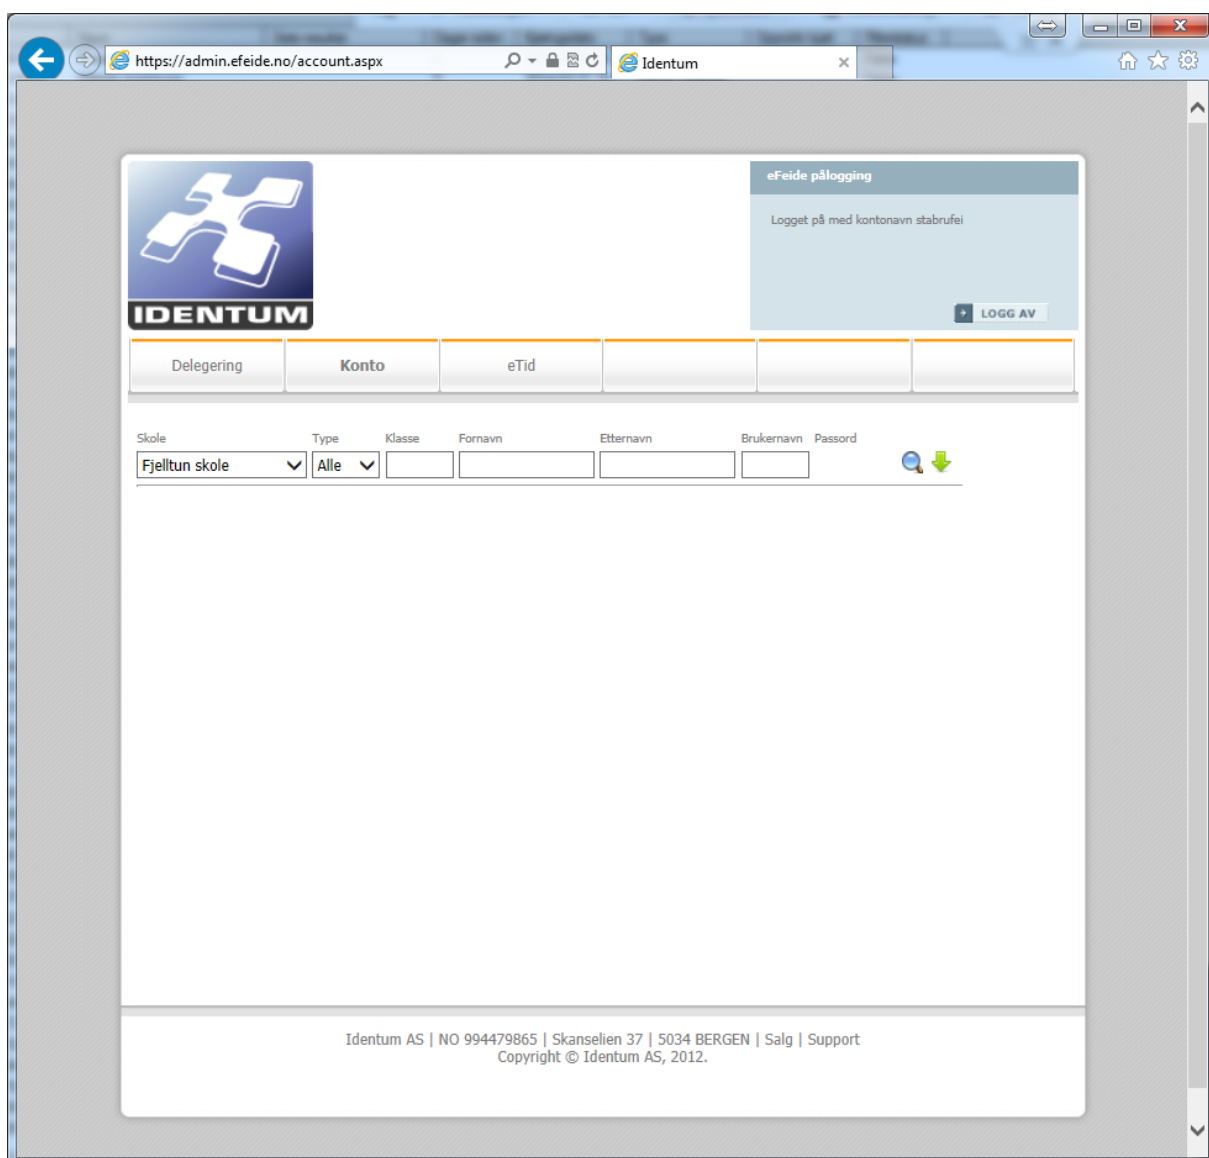 https://admin.efeide.no/account.aspx
Identum
IDENTUM
eFeide pålogging
Logget på med kontonavn stabrufei
LOGG AV
Delegering Konto eTid
Skole Type Klasse Fornavn Etternavn Brukernavn Passord
Fjelltun skole Alle
Identum AS | NO 994479865 | Skanselien 37 | 5034 BERGEN | Salg | Support
Copyright © Identum AS, 2012.